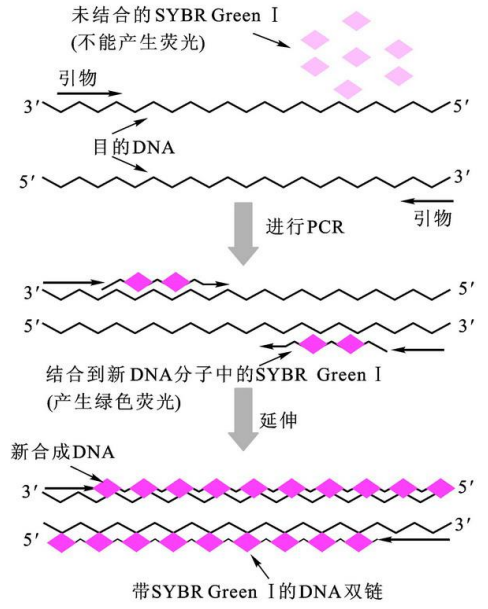 未结合的SYBR Green Ⅰ
(不能产生荧光)
引物
3′ 5′
目的DNA
5′ 3′
引物
进行PCR
3′ 5′
5′ 3′
结合到新DNA分子中的SYBR Green Ⅰ
(产生绿色荧光)
延伸
新合成DNA
3′ 5′
5′ 3′
带SYBR Green Ⅰ的DNA双链